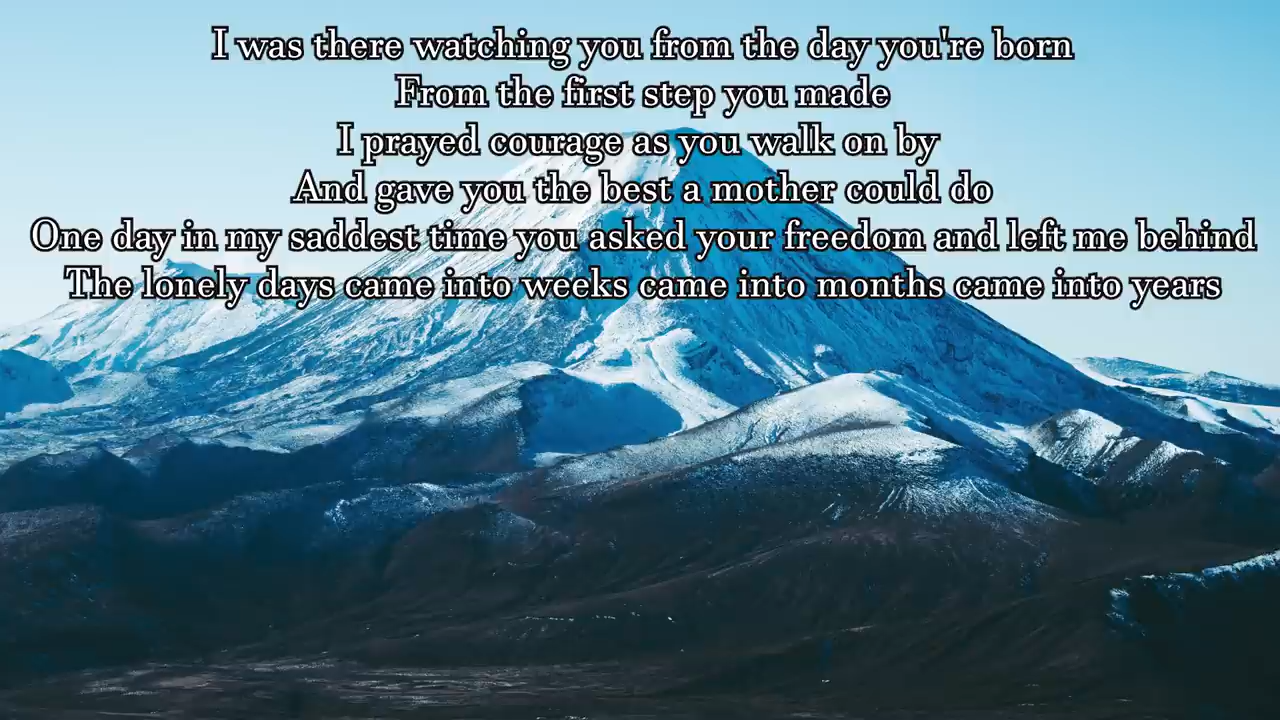 I was there watching you from the day you're born
From the first step you made
I prayed courage as you walk on by
And gave you the best a mother could do
One day in my saddest time you asked your freedom and left me behind
The lonely days came into weeks came into months came into years